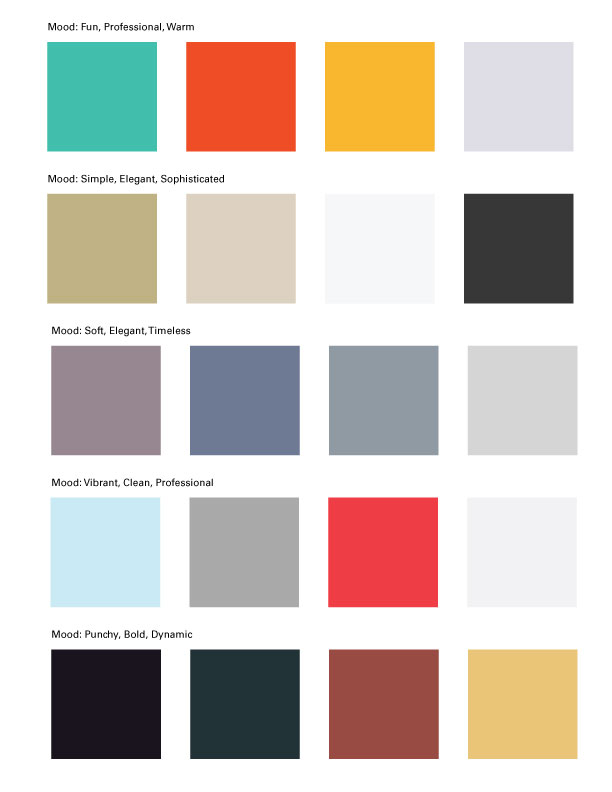 Mood: Fun, Professional, Warm
Mood: Simple, Elegant, Sophisticated
Mood: Soft, Elegant, Timeless
Mood: Vibrant, Clean, Professional
Mood: Punchy, Bold, Dynamic